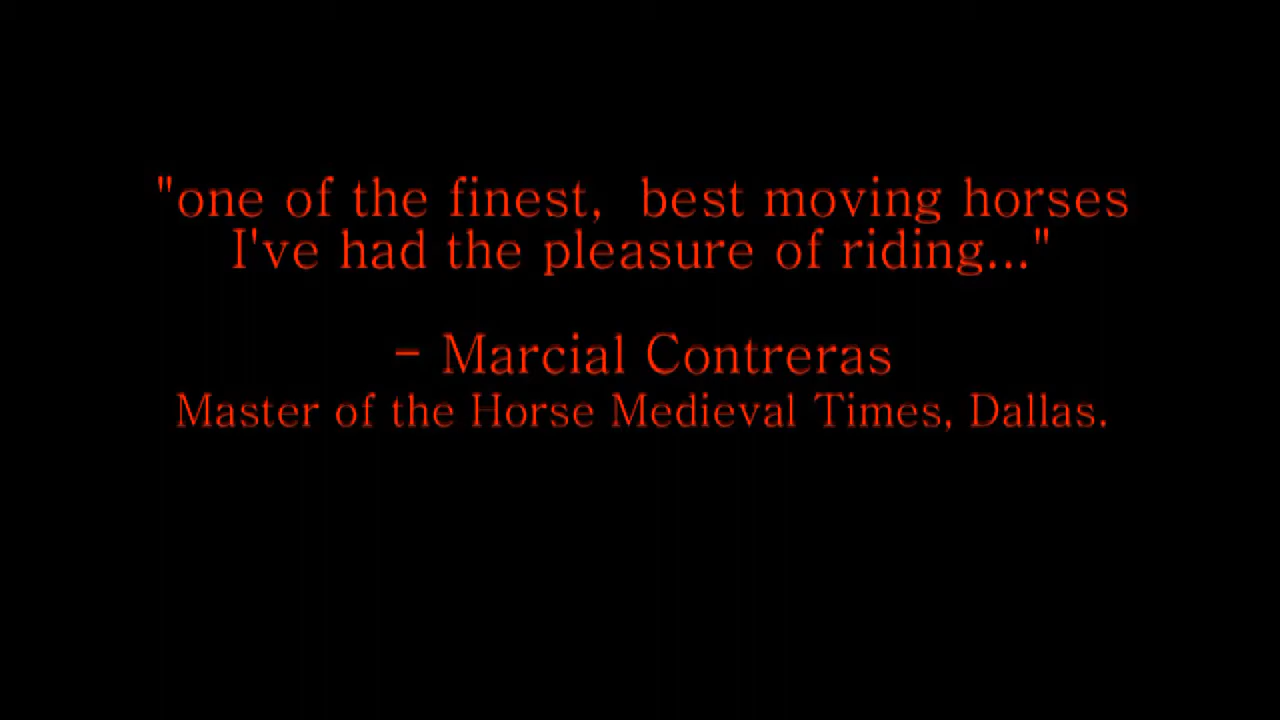 "one of the finest,  best moving horses
I've had the pleasure of riding..."
- Marcial Contreras
Master of the Horse Medieval Times, Dallas.